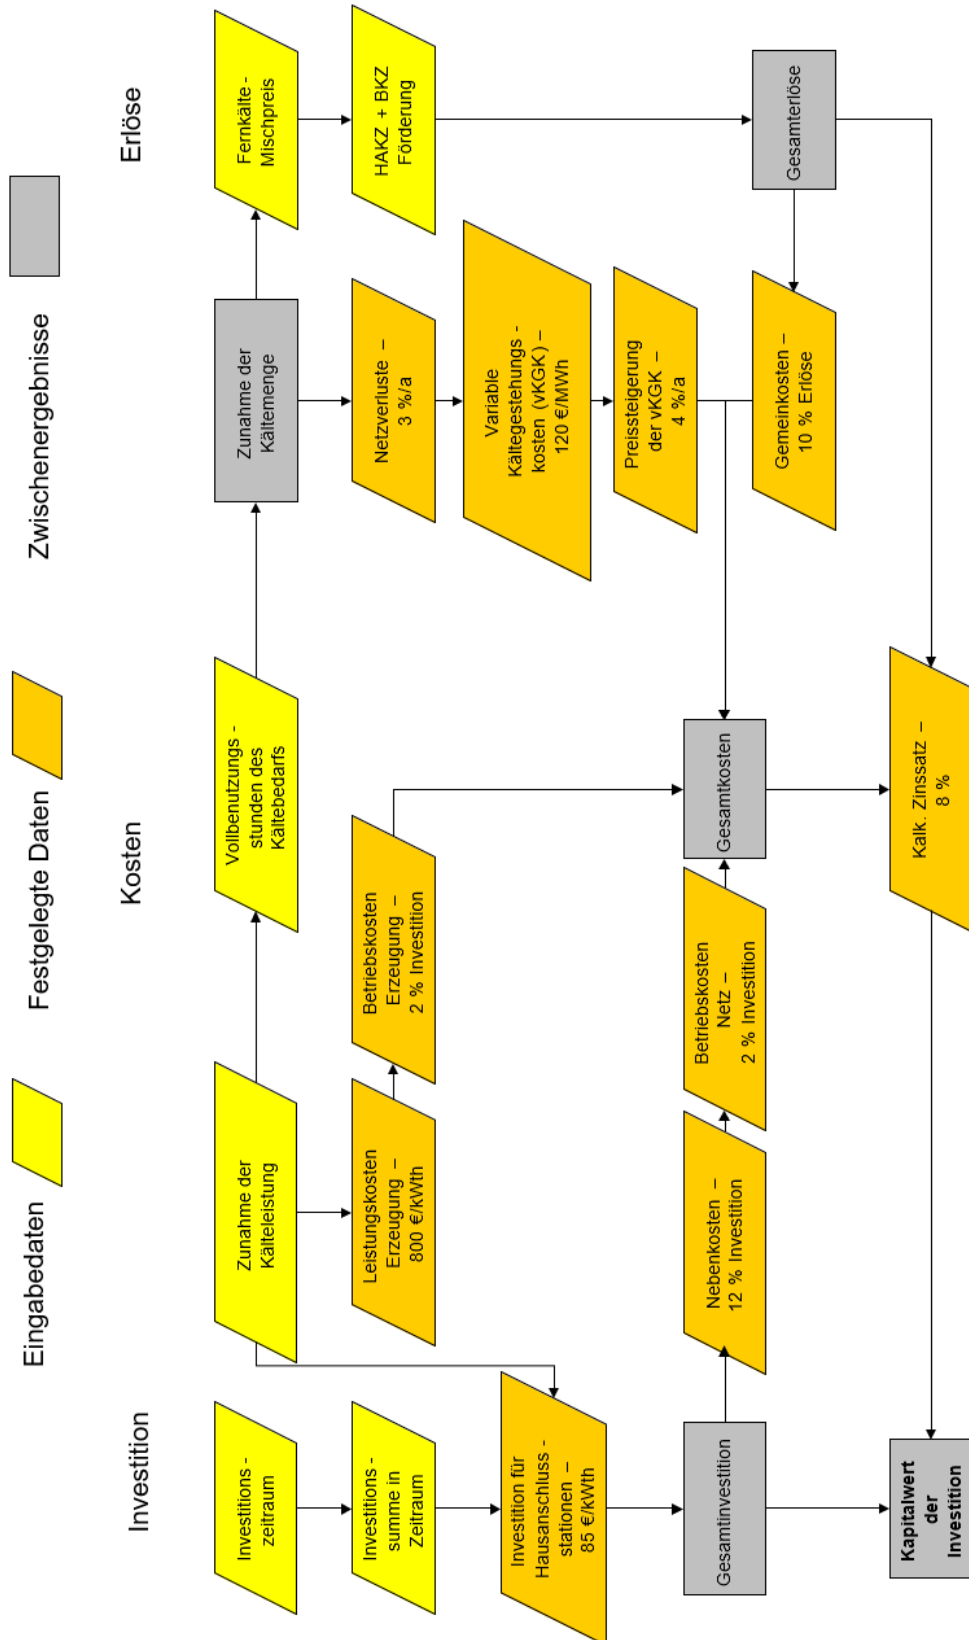 Eingabedaten
Festgelegte Daten
Zwischenergebnisse
Investition
Kosten
Erlöse
Investitions -
zeitraum
Zunahme der
Kälteleistung
Vollbenutzungs -
stunden des
Kältebedarfs
Zunahme der
Kältemenge
Fernkälte -
Mischpreis
Investitions -
summe in
Zeitraum
Leistungskosten
Erzeugung –
800 €/kWth
Betriebskosten
Erzeugung –
2 % Investition
Netzverluste –
3 %/a
HAKZ + BKZ
Förderung
Investition für
Hausanschluss -
stationen –
85 €/kWth
Variable
Kältegestehungs -
kosten (vKGK) –
120 €/MWh
Preissteigerung
der vKGK –
4 %/a
Gesamtinvestition
Nebenkosten –
12 % Investition
Betriebskosten
Netz –
2 % Investition
Gesamtkosten
Gemeinkosten –
10 % Erlöse
Gesamterlöse
Kapitalwert
der
Investition
Kalk. Zinssatz –
8 %